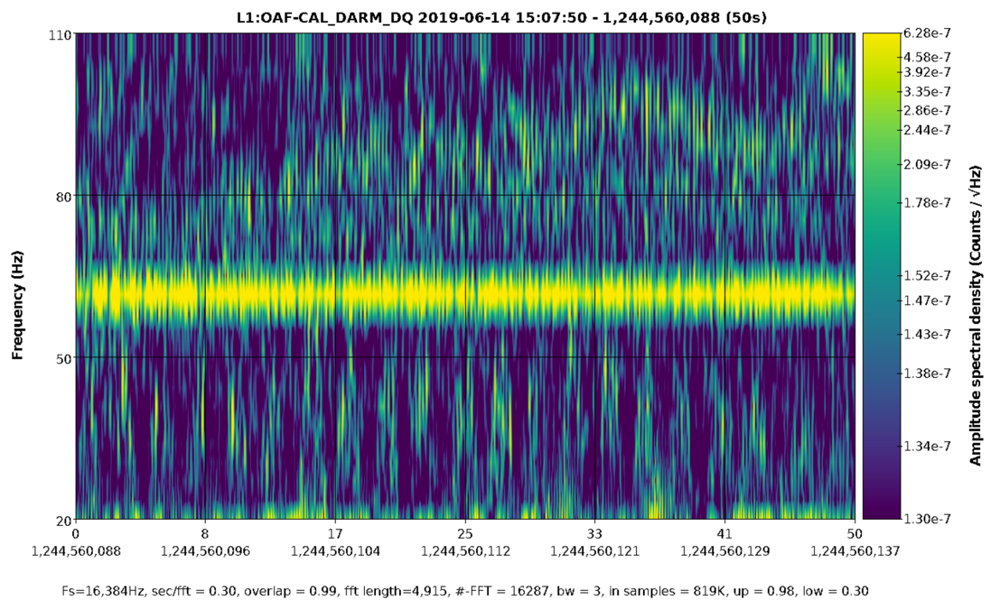 L1:OAF-CAL_DARM_DQ 2019-06-14 15:07:50 - 1,244,560,088 (50s)
110
80
50
20
Frequency (Hz)
0 8 17 25 33 41 50
1,244,560,088 1,244,560,096 1,244,560,104 1,244,560,112 1,244,560,121 1,244,560,129 1,244,560,137
6.28e-7
4.58e-7
3.92e-7
3.35e-7
2.86e-7
2.44e-7
2.09e-7
1.78e-7
1.52e-7
1.47e-7
1.43e-7
1.38e-7
1.34e-7
1.30e-7
Amplitude spectral density (Counts / √Hz)
Fs=16,384Hz, sec/fft = 0.30, overlap = 0.99, fft length=4,915, #-FFT = 16287, bw = 3, in samples = 819K, up = 0.98, low = 0.30